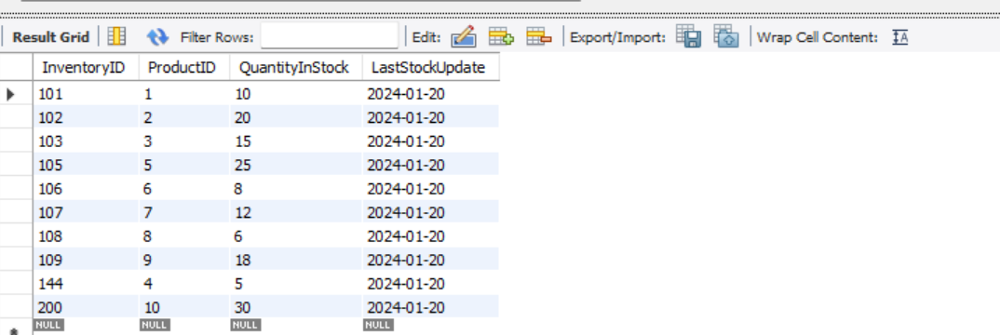 Result Grid Filter Rows: Edit: Export/Import: Wrap Cell Content: IA
InventoryID ProductID QuantityInStock LastStockUpdate
101 1 10 2024-01-20
102 2 20 2024-01-20
103 3 15 2024-01-20
105 5 25 2024-01-20
106 6 8 2024-01-20
107 7 12 2024-01-20
108 8 6 2024-01-20
109 9 18 2024-01-20
144 4 5 2024-01-20
200 10 30 2024-01-20
NULL NULL NULL NULL